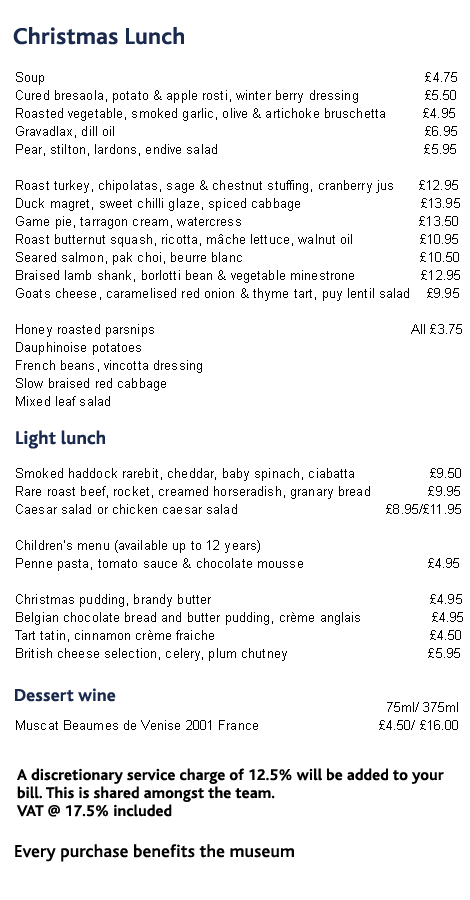 Christmas Lunch
Soup £4.75
Cured bresaola, potato & apple rosti, winter berry dressing £5.50
Roasted vegetable, smoked garlic, olive & artichoke bruschetta £4.95
Gravadlax, dill oil £6.95
Pear, stilton, lardons, endive salad £5.95
Roast turkey, chipolatas, sage & chestnut stuffing, cranberry jus £12.95
Duck magret, sweet chilli glaze, spiced cabbage £13.95
Game pie, tarragon cream, watercress £13.50
Roast butternut squash, ricotta, mâche lettuce, walnut oil £10.95
Seared salmon, pak choi, beurre blanc £10.50
Braised lamb shank, borlotti bean & vegetable minestrone £12.95
Goats cheese, caramelised red onion & thyme tart, puy lentil salad £9.95
Honey roasted parsnips All £3.75
Dauphinoise potatoes
French beans, vincotta dressing
Slow braised red cabbage
Mixed leaf salad
Light lunch
Smoked haddock rarebit, cheddar, baby spinach, ciabatta £9.50
Rare roast beef, rocket, creamed horseradish, granary bread £9.95
Caesar salad or chicken caesar salad £8.95/£11.95
Children's menu (available up to 12 years)
Penne pasta, tomato sauce & chocolate mousse £4.95
Christmas pudding, brandy butter £4.95
Belgian chocolate bread and butter pudding, crème anglais £4.95
Tart tatin, cinnamon crème fraiche £4.50
British cheese selection, celery, plum chutney £5.95
Dessert wine
75ml/ 375ml
Muscat Beaumes de Venise 2001 France £4.50/ £16.00
A discretionary service charge of 12.5% will be added to your
bill. This is shared amongst the team.
VAT @ 17.5% included
Every purchase benefits the museum